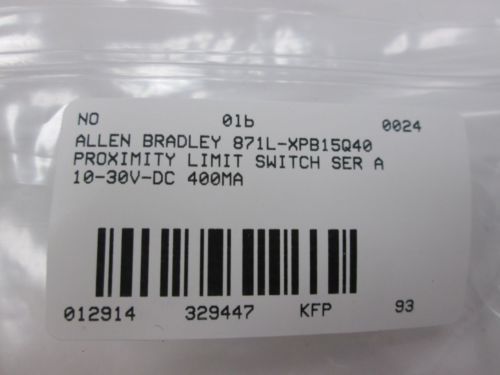 NO 01b 0024
ALLEN BRADLEY 871L-XPB15Q40
PROXIMITY LIMIT SWITCH SER A
10-30V-DC 400MA
012914 329447 KFP 93